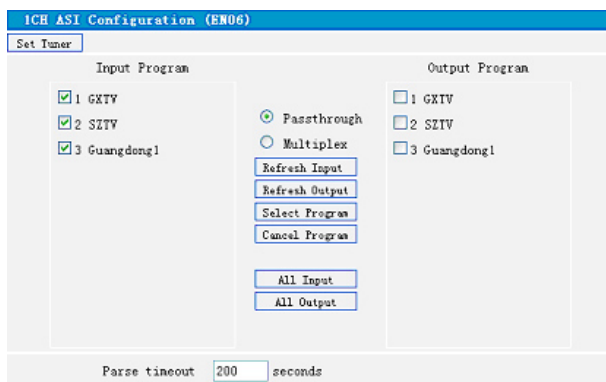 1CH ASI Configuration (EN06)
Set Tuner
Input Program
Output Program
1 GXTV
2 SZTV
3 Guangdong1
Passthrough
Multiplex
Refresh Input
Refresh Output
Select Program
Cancel Program
All Input
All Output
1 GXTV
2 SZTV
3 Guangdong1
Parse timeout 200 seconds